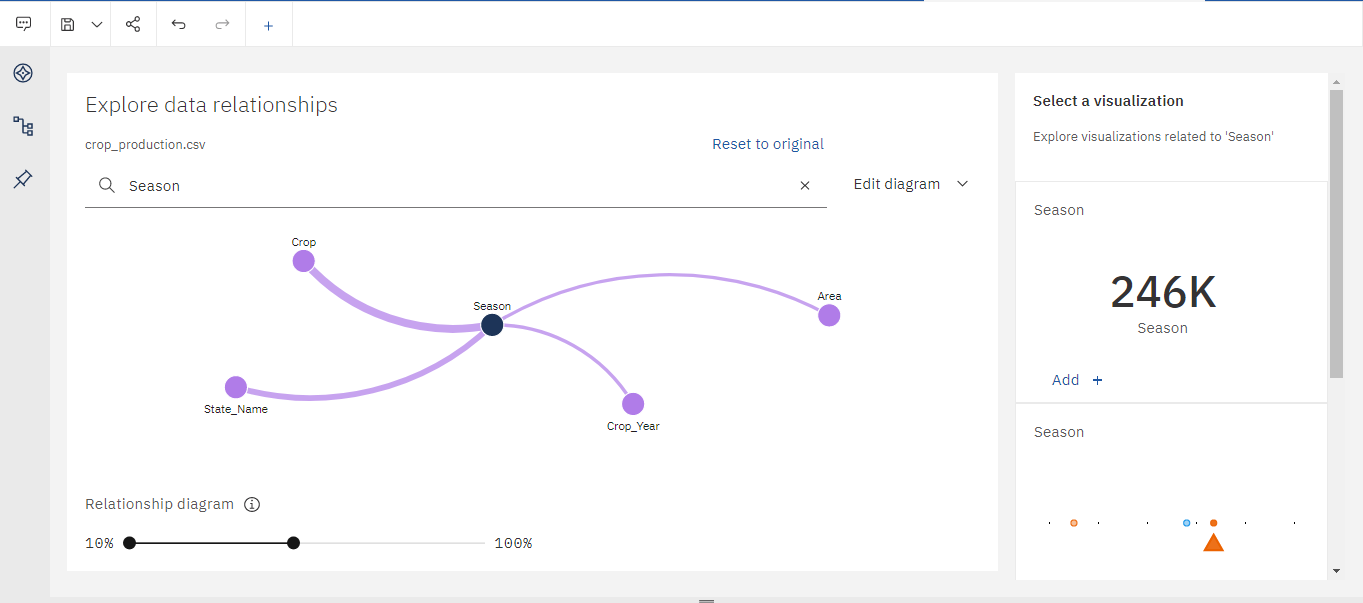 Explore data relationships
crop_production.csv
Reset to original
Season
Edit diagram
Crop
Season
Area
State_Name
Crop_Year
Relationship diagram
10%
100%
Select a visualization
Explore visualizations related to 'Season'
Season
246K
Season
Add +
Season